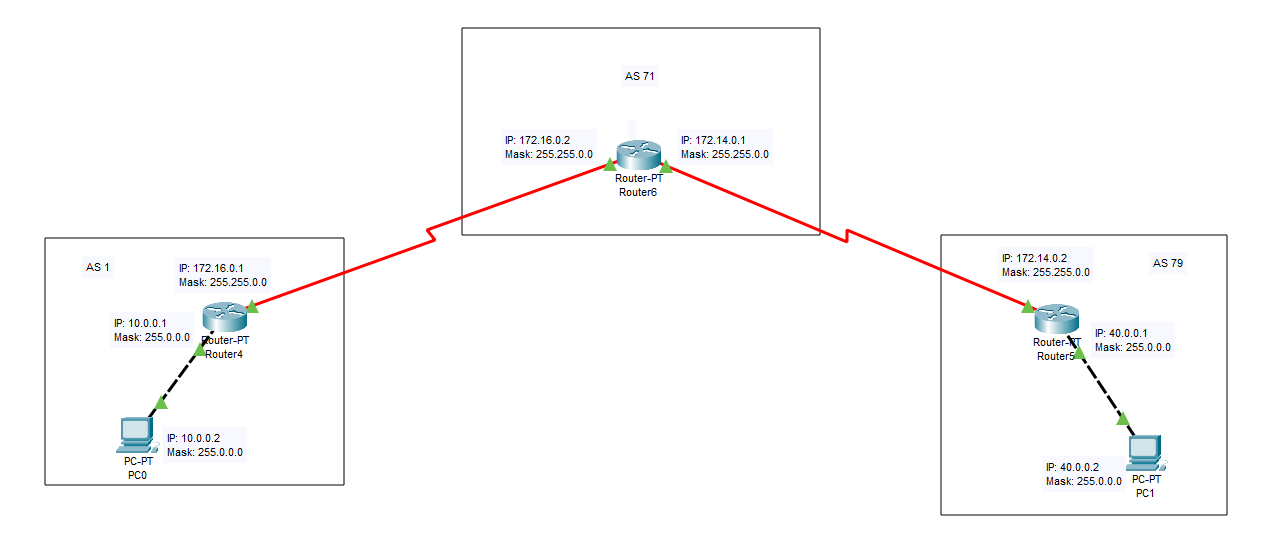 AS 71
IP: 172.16.0.2
Mask: 255.255.0.0
IP: 172.14.0.1
Mask: 255.255.0.0
Router-PT
Router6
AS 1
IP: 172.16.0.1
Mask: 255.255.0.0
IP: 10.0.0.1
Mask: 255.0.0.0
Router-PT
Router4
IP: 10.0.0.2
Mask: 255.0.0.0
PC-PT
PC0
IP: 172.14.0.2
Mask: 255.255.0.0
AS 79
Router-PT
Router5
IP: 40.0.0.1
Mask: 255.0.0.0
IP: 40.0.0.2
Mask: 255.0.0.0
PC-PT
PC1